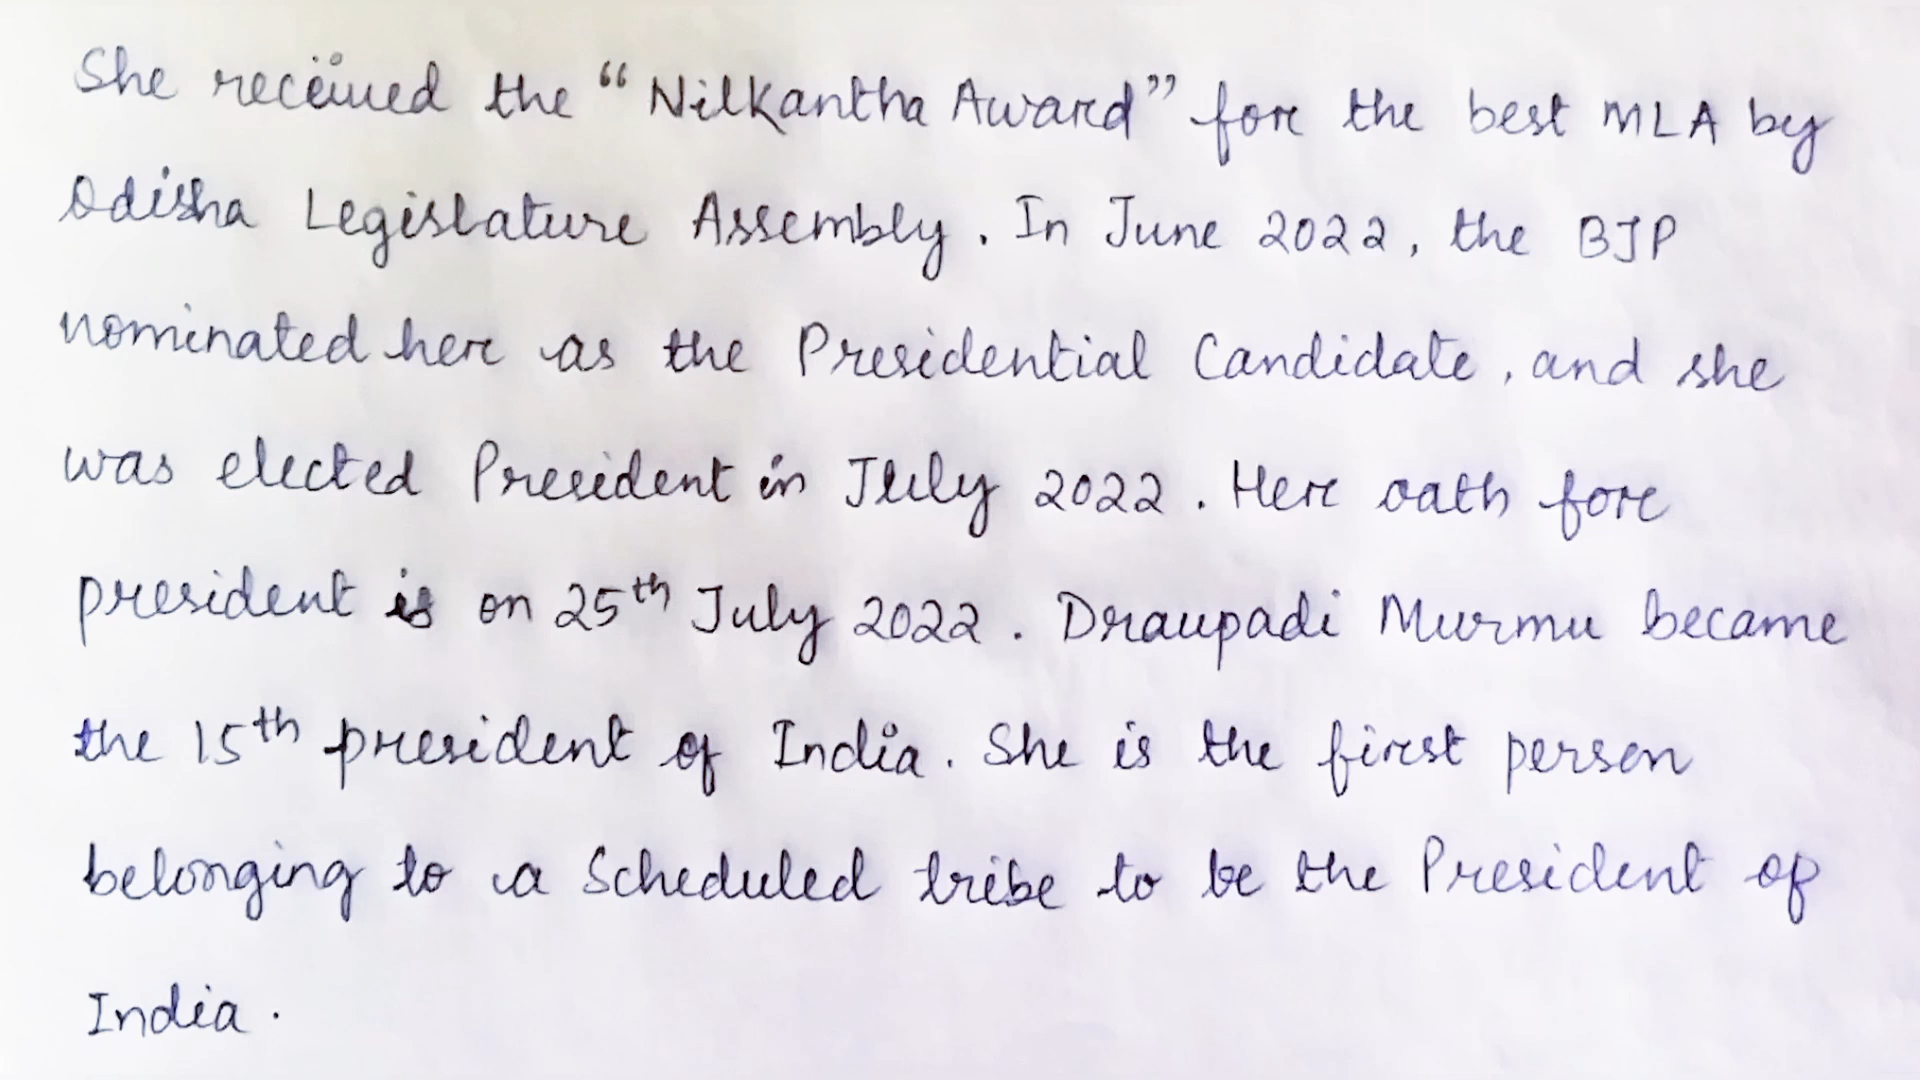 She received the “Nilkantha Award” for the best MLA by
Odisha Legislature Assembly. In June 2022, the BJP
nominated her as the Presidential Candidate, and she
was elected President in July 2022. Her oath for
president is on 25th July 2022. Draupadi Murmu became
the 15th president of India. She is the first person
belonging to a Scheduled tribe to be the President of
India.